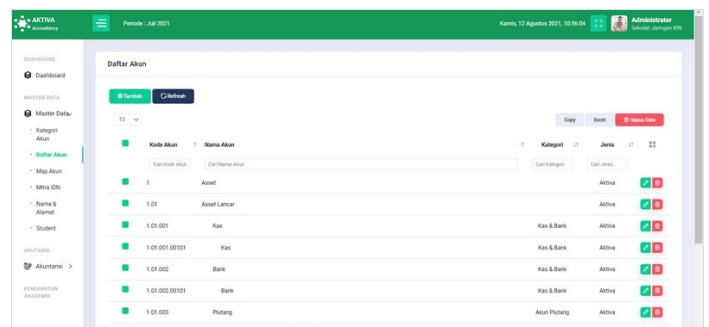 AKTIVA
Accountancy
Periode : Juli 2021
Kamis, 12 Agustus 2021, 10:56:04
Administrator
Sekolah Jaringan IDN
DASHBOARD
Dashboard
MASTER DATA
Master Data
Kategori
Akun
Daftar Akun
Map Akun
Mitra IDN
Nama &
Alamat
Student
AKUTANSI
Akuntansi
PENDAPATAN
AKADEMIK
Daftar Akun
Tambah
Refresh
10
Copy
Excel
Hapus Data
Kode Akun
Nama Akun
Kategori
Jenis
Cari Kode Akun
Cari Nama Akun
Cari Kategori
Cari Jenis
1 Asset Aktiva
1.01 Asset Lancar Aktiva
1.01.001 Kas Kas & Bank Aktiva
1.01.001.00101 Kas Kas & Bank Aktiva
1.01.002 Bank Kas & Bank Aktiva
1.01.002.00101 Bank Kas & Bank Aktiva
1.01.003 Piutang Akun Piutang Aktiva